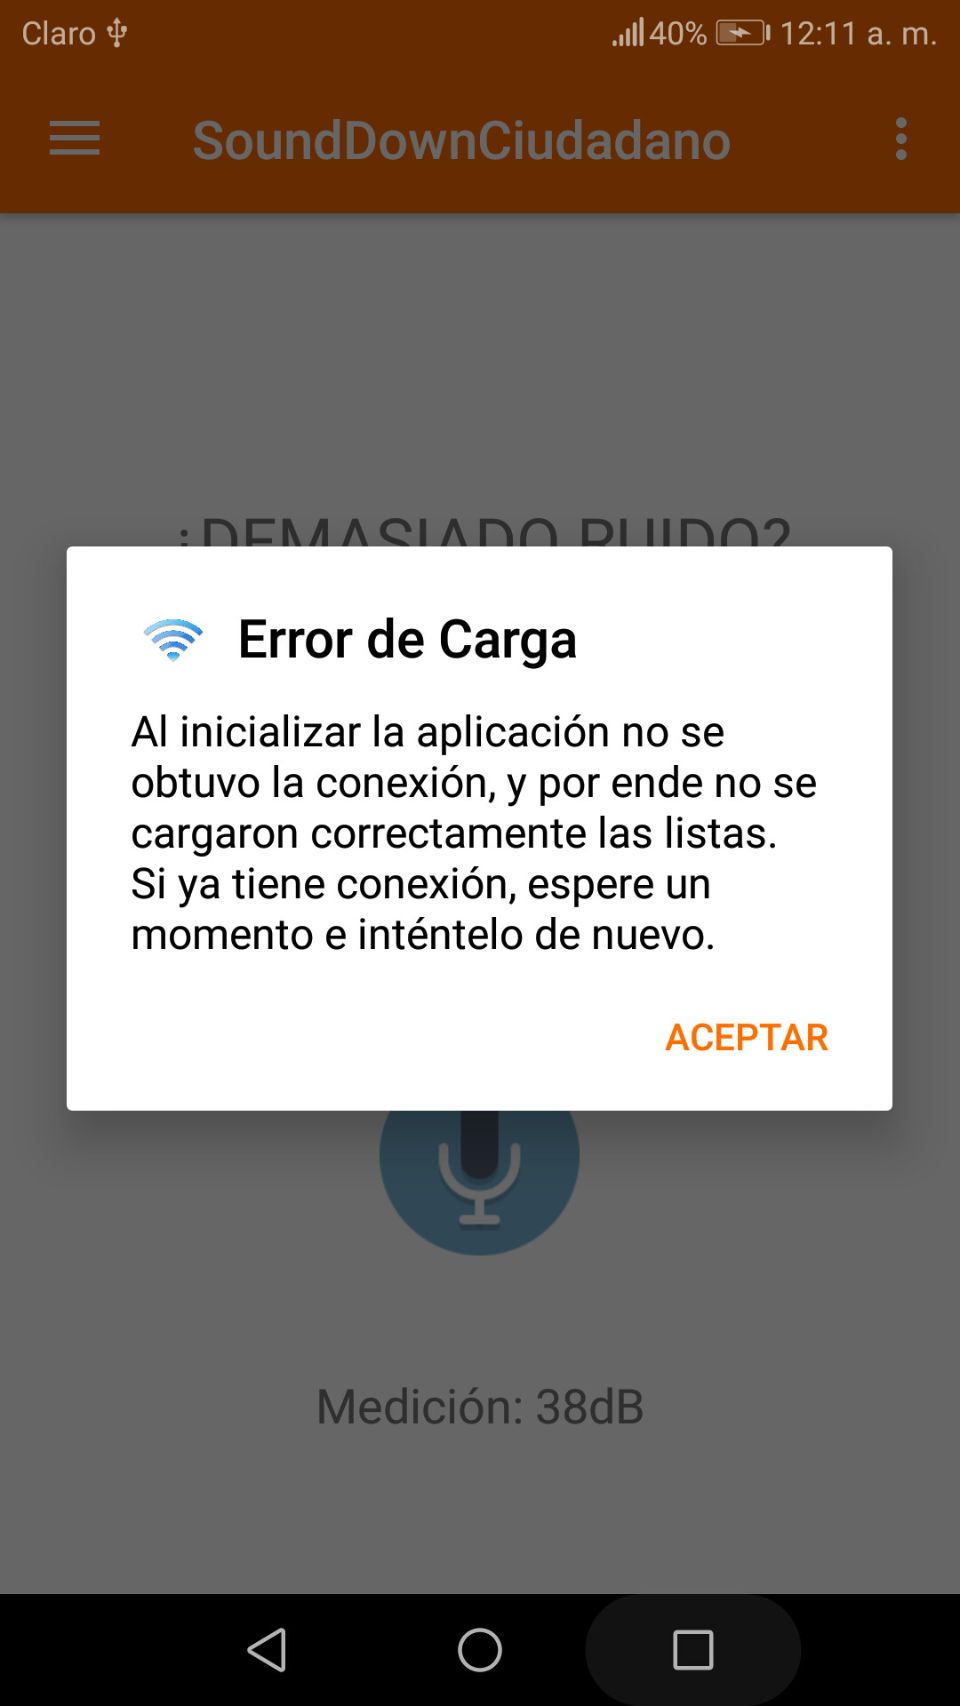 Claro 40% 12:11 a. m.
SoundDownCiudadano
¿DEMASIADO RUIDO?
Error de Carga
Al inicializar la aplicación no se
obtuvo la conexión, y por ende no se
cargaron correctamente las listas.
Si ya tiene conexión, espere un
momento e inténtelo de nuevo.
ACEPTAR
Medición: 38dB